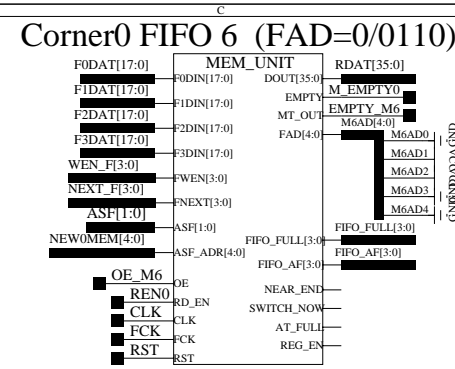 C
Corner0 FIFO 6 (FAD=0/0110)
MEM_UNIT
F0DAT[17:0]
F0DIN[17:0]
F1DAT[17:0]
F1DIN[17:0]
F2DAT[17:0]
F2DIN[17:0]
F3DAT[17:0]
F3DIN[17:0]
WEN_F[3:0]
FWEN[3:0]
NEXT_F[3:0]
FNEXT[3:0]
ASF[1:0]
ASF[1:0]
NEW0MEM[4:0]
ASF_ADR[4:0]
OE_M6
OE
REN0
RD_EN
CLK
CLK
FCK
FCK
RST
RST
RDAT[35:0]
DOUT[35:0]
M_EMPTY0
EMPTY
EMPTY_M6
MT_OUT
M6AD[4:0]
FAD[4:0]
M6AD0
M6AD1
M6AD2
M6AD3
M6AD4
GND
GND
FIFO_FULL[3:0]
FIFO_FULL[3:0]
FIFO_AF[3:0]
FIFO_AF[3:0]
NEAR_END
SWITCH_NOW
AT_FULL
REG_EN